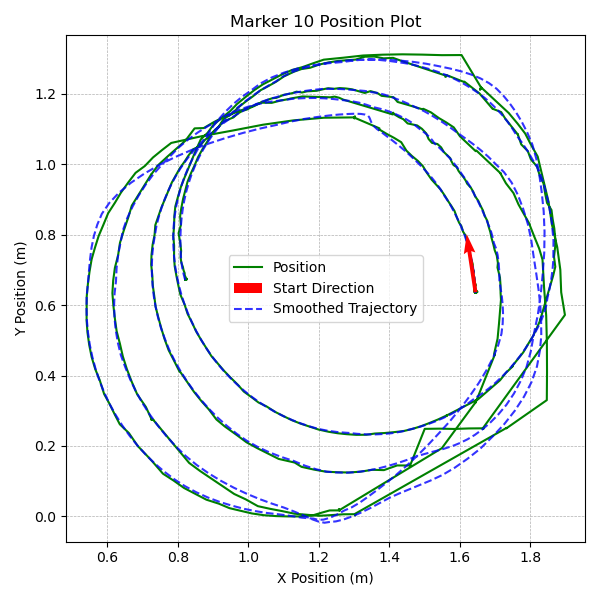 Marker 10 Position Plot
Y Position (m)
1.2
1.0
0.8
0.6
0.4
0.2
0.0
Position
Start Direction
Smoothed Trajectory
0.6 0.8 1.0 1.2 1.4 1.6 1.8
X Position (m)